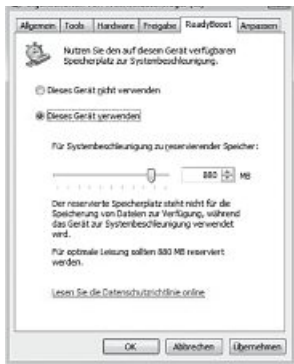 Allgemein Tools Hardware Freigabe ReadyBoost Anpassen
Nutzen Sie den auf diesem Gerät verfügbaren
Speicherplatz zur Systembeschleunigung.
Dieses Gerät nicht verwenden
Dieses Gerät verwenden
Für Systembeschleunigung zu reservierender Speicher:
880 MB
Der reservierte Speicherplatz steht nicht für die
Speicherung von Dateien zur Verfügung, während
das Gerät zur Systembeschleunigung verwendet
wird.
Für optimale Leisung sollten 880 MB reserviert
werden.
Lesen Sie die Datenschutzrichtlinie online
OK Abbrechen Übernehmen